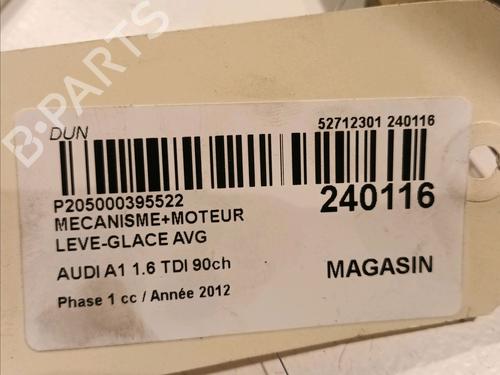 B-PARTS
DUN
52712301 240116
P205000395522
240116
MECANISME+MOTEUR
LEVE-GLACE AVG
AUDI A1 1.6 TDI 90ch
MAGASIN
Phase 1 cc / Année 2012